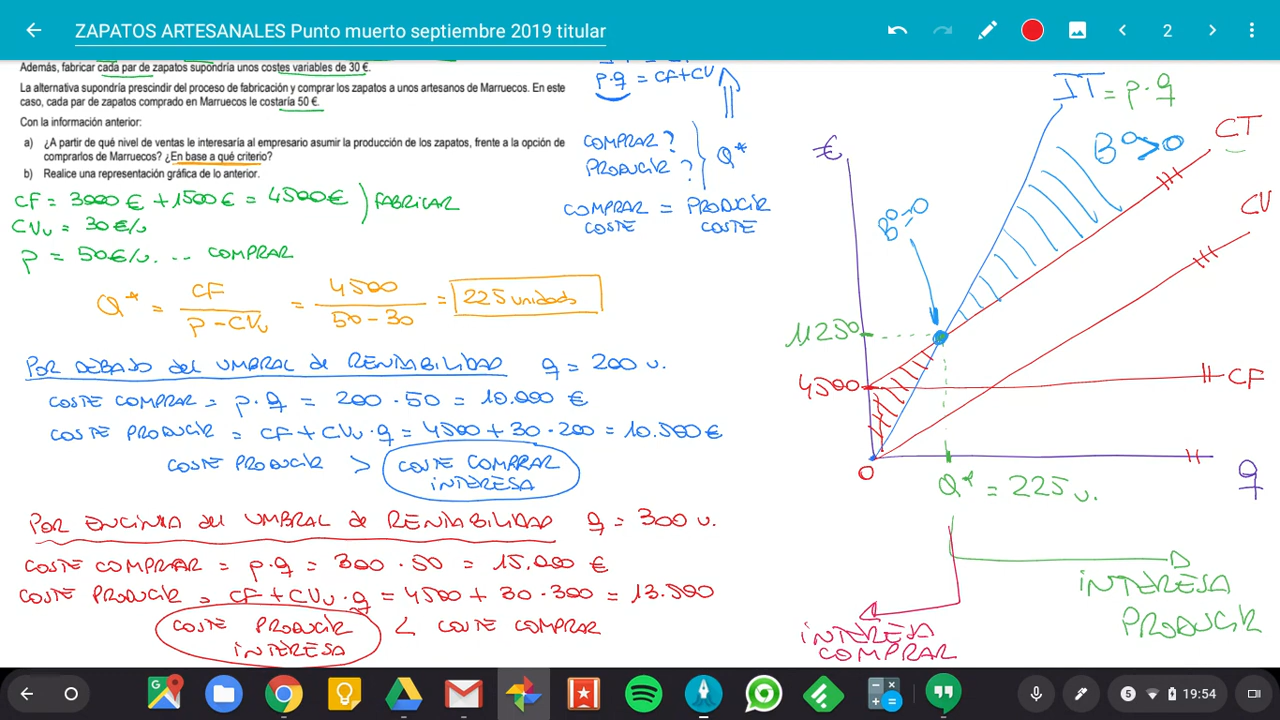 ZAPATOS ARTESANALES Punto muerto septiembre 2019 titular
2
Además, fabricar cada par de zapatos supondría unos costes variables de 30 €.
La alternativa supondría prescindir del proceso de fabricación y comprar los zapatos a unos artesanos de Marruecos. En este
caso, cada par de zapatos comprado en Marruecos le costaría 50 €.
Con la información anterior:
a) ¿A partir de qué nivel de ventas le interesaría al empresario asumir la producción de los zapatos, frente a la opción de
comprarlos de Marruecos? ¿En base a qué criterio?
b) Realice una representación gráfica de lo anterior.
CF = 3000 € + 1500 € = 4500 € ) FABRICAR
CVu = 30 €/u
p = 50 €/u. .. COMPRAR
Q* = CF / p - CVu = 4500 / 50 - 30 = 225 unidades
POR DEBAJO del UMBRAL de RENTABILIDAD q = 200 u.
COSTE COMPRAR = p.q = 200 . 50 = 10.000 €
COSTE PRODUCIR = CF + CVu . q = 4500 + 30 . 200 = 10.500 €
COSTE PRODUCIR > COSTE COMPRAR
INTERESA
POR ENCIMA del UMBRAL de RENTABILIDAD q = 300 u.
COSTE COMPRAR = p.q = 300 . 50 = 15.000 €
COSTE PRODUCIR = CF + CVu . q = 4500 + 30 . 300 = 13.500
COSTE PRODUCIR < COSTE COMPRAR
INTERESA
p.q = CF + CV
COMPRAR?
PRODUCIR?
} Q*
COMPRAR = PRODUCIR
COSTE COSTE
IT = p.q
CT
Bº>0
€
CV
Bº=0
11250
4500
CF
0
q
Q* = 225 u.
INTERESA
PRODUCIR
INTERESA
COMPRAR
5
19:54